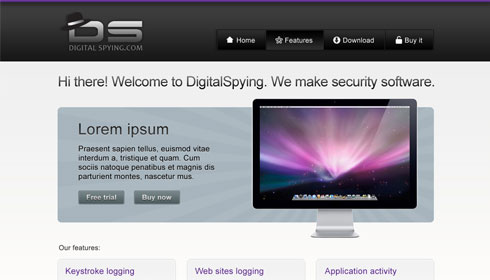 DS
DIGITAL SPYING.COM
Home Features Download Buy it
Hi there! Welcome to DigitalSpying. We make security software.
Lorem ipsum
Praesent sapien tellus, euismod vitae
interdum a, tristique et quam. Cum
sociis natoque penatibus et magnis dis
parturient montes, nascetur mus.
Free trial Buy now
Our features:
Keystroke logging Web sites logging Application activity